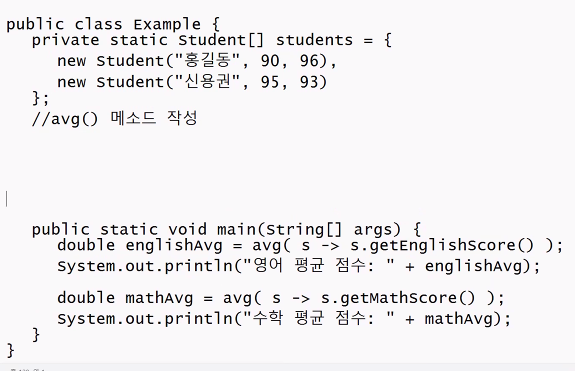 public class Example {
private static Student[] students = {
new Student("홍길동", 90, 96),
new Student("신용권", 95, 93)
};
//avg() 메소드 작성
public static void main(String[] args) {
double englishAvg = avg( s -> s.getEnglishScore() );
System.out.println("영어 평균 점수: " + englishAvg);
double mathAvg = avg( s -> s.getMathScore() );
System.out.println("수학 평균 점수: " + mathAvg);
}
}